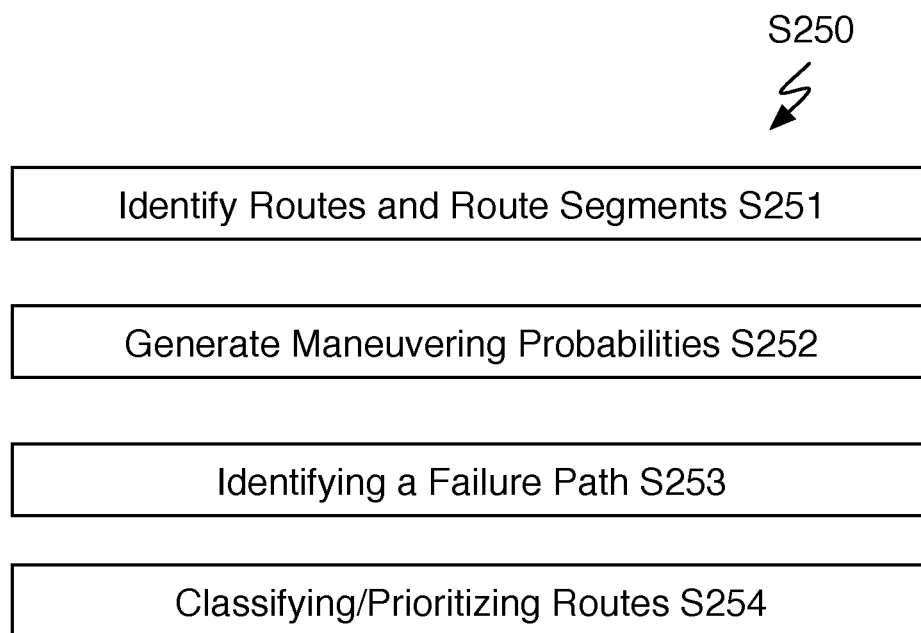 S250
Identify Routes and Route Segments S251
Generate Maneuvering Probabilities S252
Identifying a Failure Path S253
Classifying/Prioritizing Routes S254